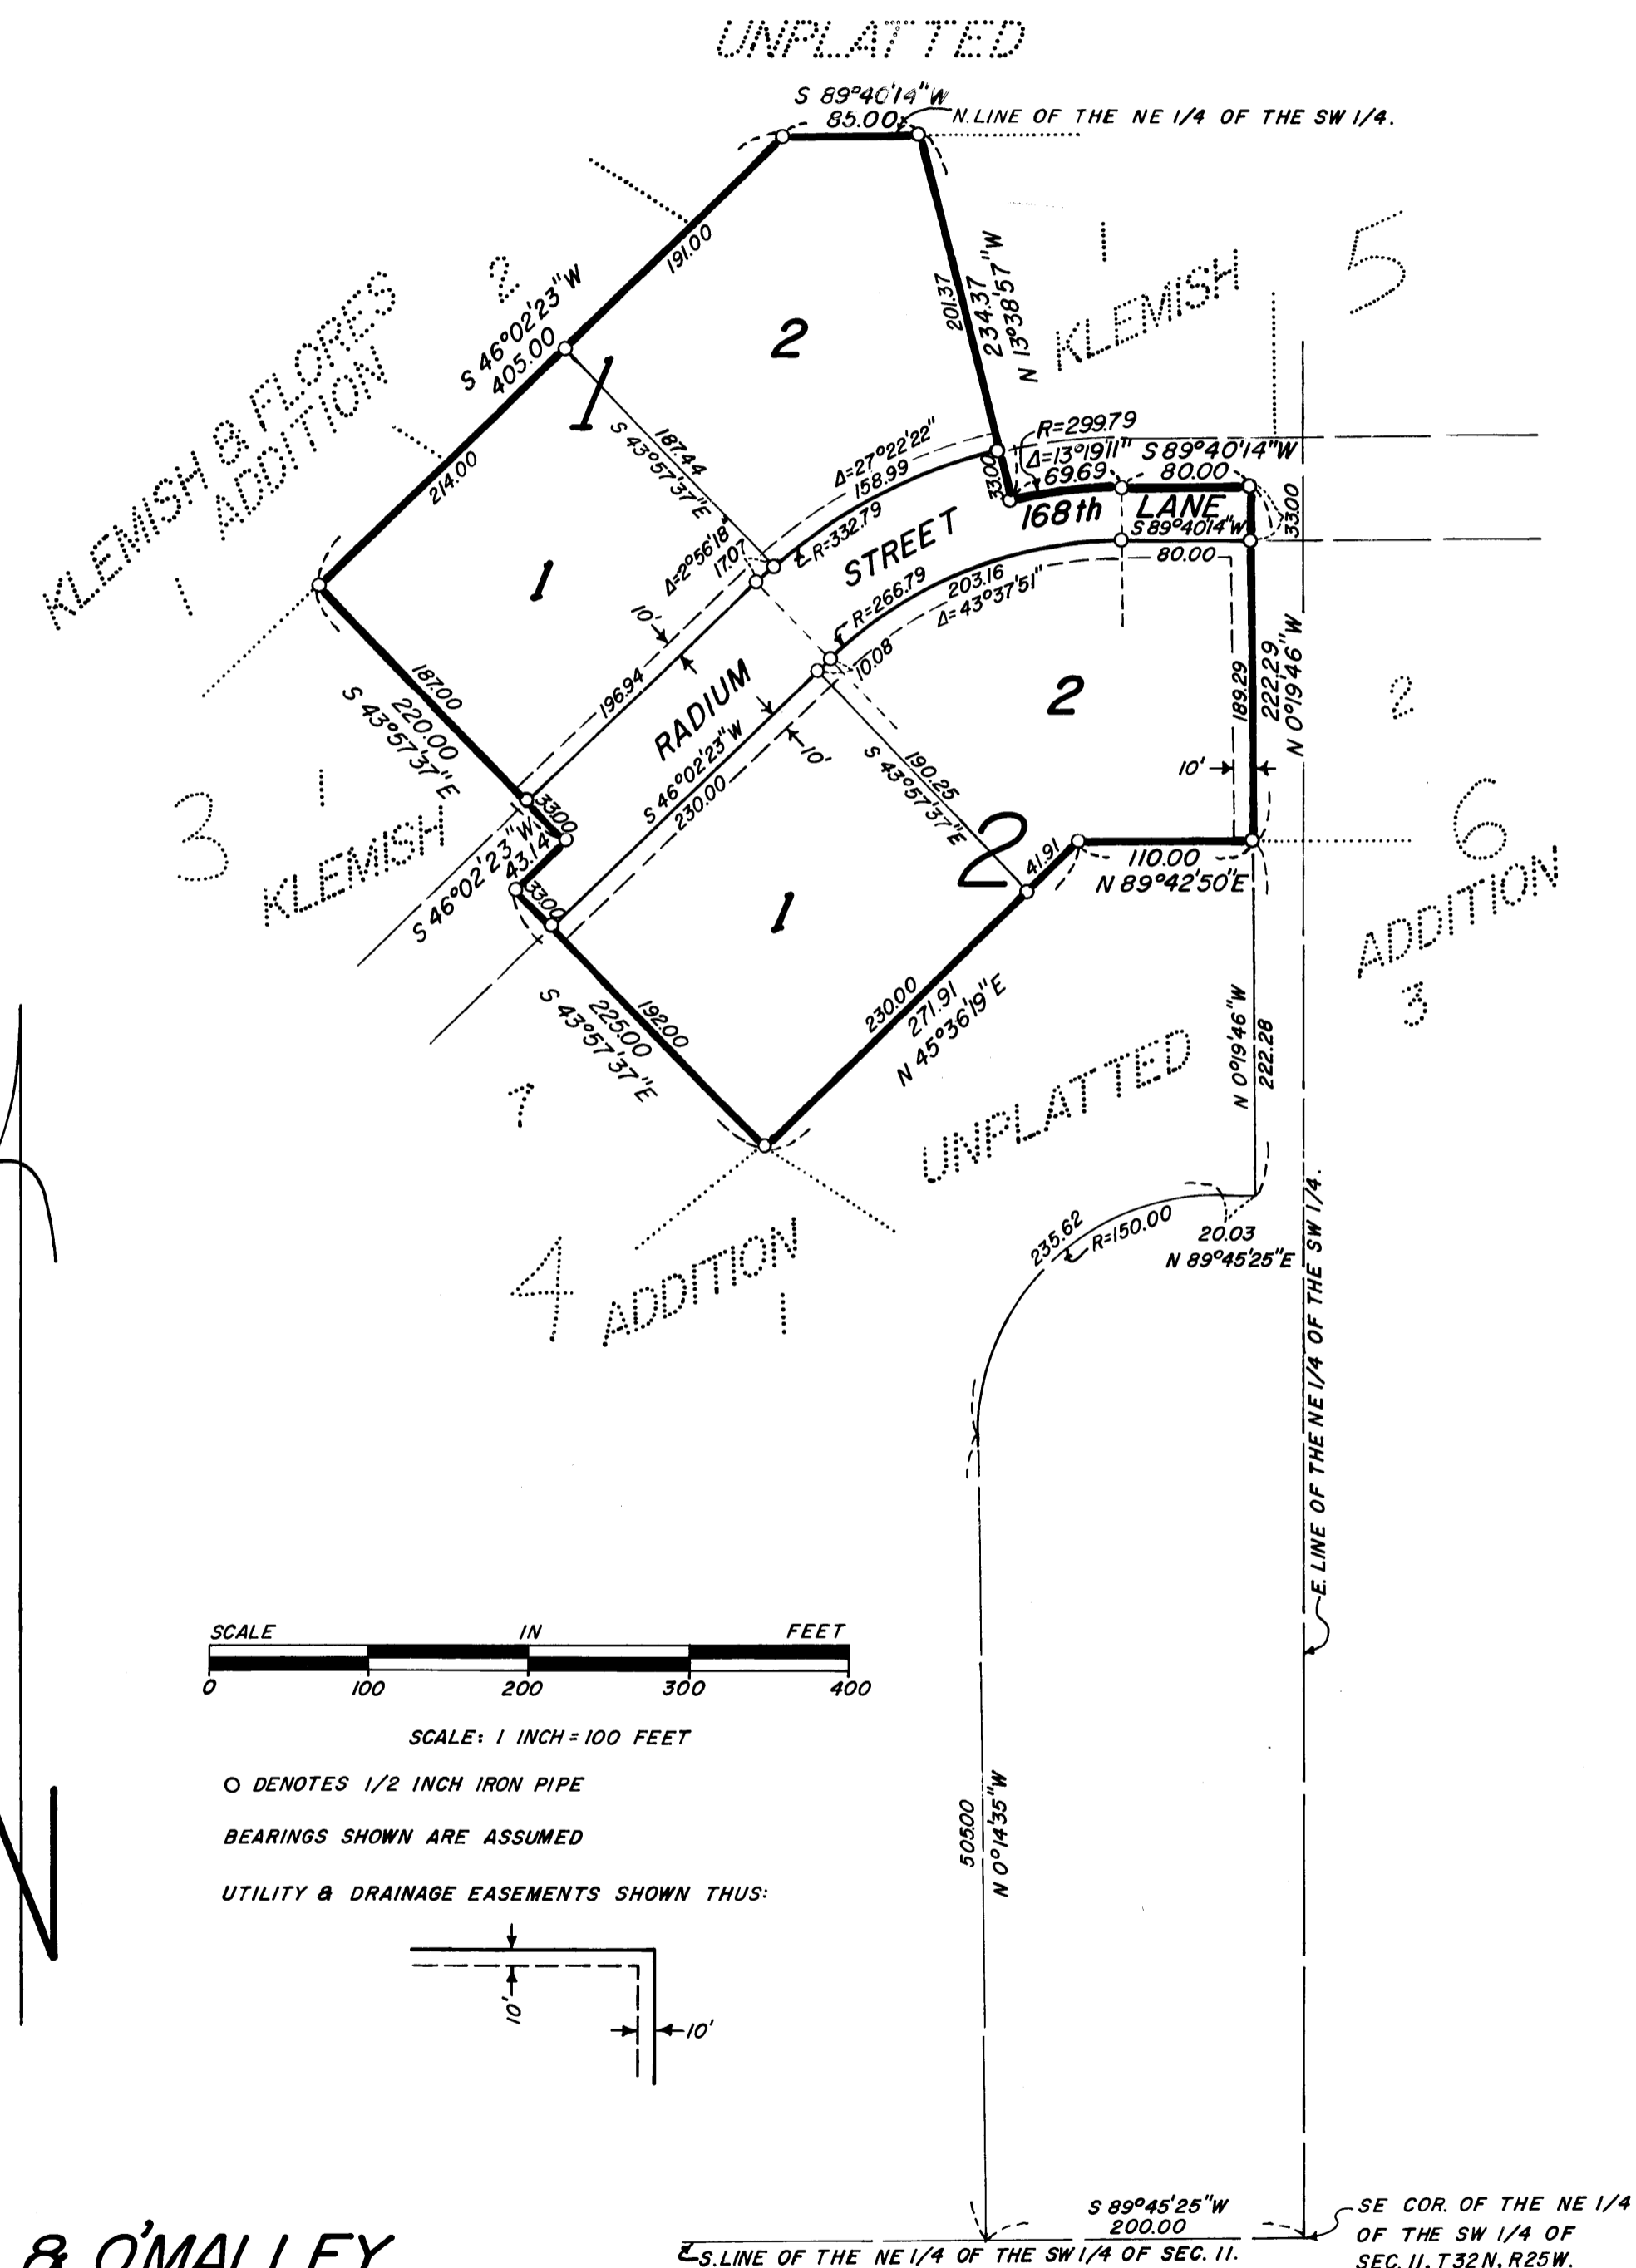 UNPLATTED
S 89°40'14"W
85.00
N. LINE OF THE NE 1/4 OF THE SW 1/4.
191.00
2
S 46°02'23"W
405.00
KLEMISH & FLORES
ADDITION
1
1
214.00
2
201.37
234.37
N 13°38'57"W
1
KLEMISH
5
187.44
S 43°57'37"E
Δ=27°22'22"
158.99
R=332.79
33.00
R=299.79
Δ=13°19'11"
69.69
S 89°40'14"W
80.00
33.00
168th LANE
S 89°40'14"W
80.00
STREET
Δ=2°56'18"
17.07
1
10'
R=266.79
203.16
Δ=43°37'51"
10.08
196.94
RADIUM
S 46°02'23"W
230.00
10'
187.00
220.00
S 43°57'37"E
2
189.29
222.29
N 0°19'46"W
10'
2
190.25
S 43°57'37"E
3
1
KLEMISH
33.00
43.14
S 46°02'23"W
33.00
2
41.91
110.00
N 89°42'50"E
6
ADDITION
3
1
192.00
225.00
S 43°57'37"E
230.00
271.91
N 45°36'19"E
N 0°19'46"W
222.28
UNPLATTED
4
ADDITION
1
235.62
R=150.00
20.03
N 89°45'25"E
E. LINE OF THE NE 1/4 OF THE SW 1/4.
SCALE IN FEET
0 100 200 300 400
SCALE: 1 INCH = 100 FEET
O DENOTES 1/2 INCH IRON PIPE
BEARINGS SHOWN ARE ASSUMED
UTILITY & DRAINAGE EASEMENTS SHOWN THUS:
10'
10'
505.00
N 0°14'35"W
S 89°45'25"W
200.00
SE COR. OF THE NE 1/4
OF THE SW 1/4 OF
SEC. 11, T32N, R25W.
S. LINE OF THE NE 1/4 OF THE SW 1/4 OF SEC. 11.
& O'MALLEY